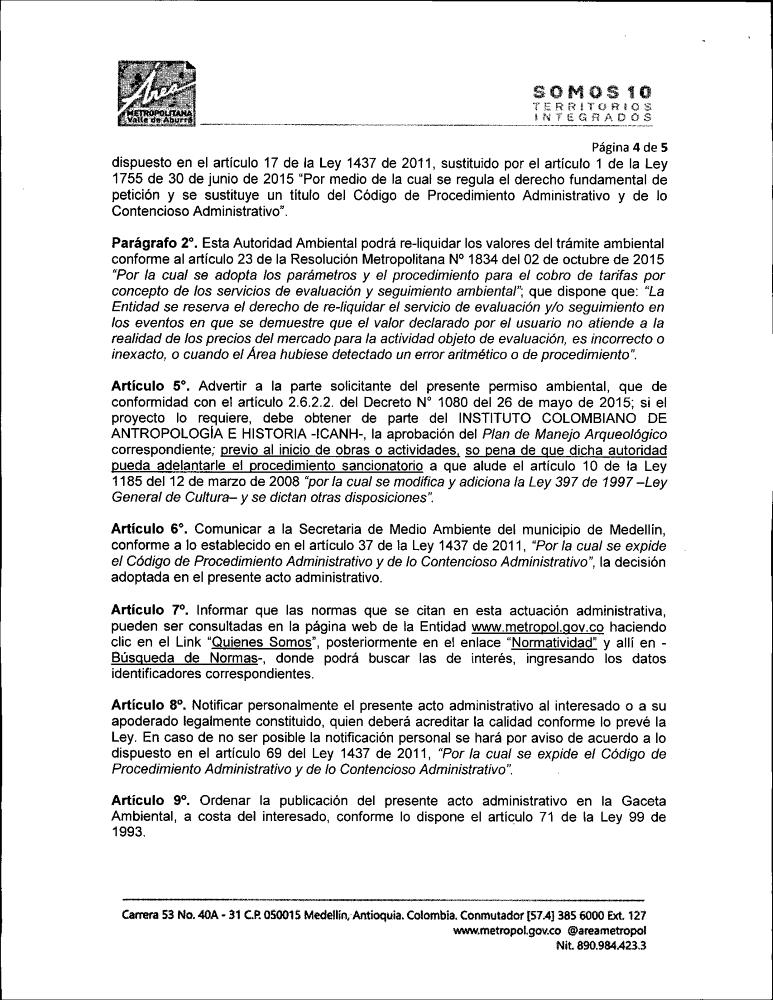 Área
METROPOLITANA
Valle de Aburrá
SOMOS 10
TERRITORIOS
INTEGRADOS
Página 4 de 5
dispuesto en el artículo 17 de la Ley 1437 de 2011, sustituido por el artículo 1 de la Ley
1755 de 30 de junio de 2015 “Por medio de la cual se regula el derecho fundamental de
petición y se sustituye un título del Código de Procedimiento Administrativo y de lo
Contencioso Administrativo”.
Parágrafo 2°. Esta Autoridad Ambiental podrá re-liquidar los valores del trámite ambiental
conforme al artículo 23 de la Resolución Metropolitana Nº 1834 del 02 de octubre de 2015
“Por la cual se adopta los parámetros y el procedimiento para el cobro de tarifas por
concepto de los servicios de evaluación y seguimiento ambiental”; que dispone que: “La
Entidad se reserva el derecho de re-liquidar el servicio de evaluación y/o seguimiento en
los eventos en que se demuestre que el valor declarado por el usuario no atiende a la
realidad de los precios del mercado para la actividad objeto de evaluación, es incorrecto o
inexacto, o cuando el Área hubiese detectado un error aritmético o de procedimiento”.
Artículo 5°. Advertir a la parte solicitante del presente permiso ambiental, que de
conformidad con el artículo 2.6.2.2. del Decreto N° 1080 del 26 de mayo de 2015; si el
proyecto lo requiere, debe obtener de parte del INSTITUTO COLOMBIANO DE
ANTROPOLOGÍA E HISTORIA -ICANH-, la aprobación del Plan de Manejo Arqueológico
correspondiente; previo al inicio de obras o actividades, so pena de que dicha autoridad
pueda adelantarle el procedimiento sancionatorio a que alude el artículo 10 de la Ley
1185 del 12 de marzo de 2008 “por la cual se modifica y adiciona la Ley 397 de 1997 –Ley
General de Cultura– y se dictan otras disposiciones”.
Artículo 6°. Comunicar a la Secretaria de Medio Ambiente del municipio de Medellín,
conforme a lo establecido en el artículo 37 de la Ley 1437 de 2011, “Por la cual se expide
el Código de Procedimiento Administrativo y de lo Contencioso Administrativo”, la decisión
adoptada en el presente acto administrativo.
Artículo 7º. Informar que las normas que se citan en esta actuación administrativa,
pueden ser consultadas en la página web de la Entidad www.metropol.gov.co haciendo
clic en el Link “Quienes Somos”, posteriormente en el enlace “Normatividad” y allí en -
Búsqueda de Normas-, donde podrá buscar las de interés, ingresando los datos
identificadores correspondientes.
Artículo 8º. Notificar personalmente el presente acto administrativo al interesado o a su
apoderado legalmente constituido, quien deberá acreditar la calidad conforme lo prevé la
Ley. En caso de no ser posible la notificación personal se hará por aviso de acuerdo a lo
dispuesto en el artículo 69 del Ley 1437 de 2011, “Por la cual se expide el Código de
Procedimiento Administrativo y de lo Contencioso Administrativo”.
Artículo 9º. Ordenar la publicación del presente acto administrativo en la Gaceta
Ambiental, a costa del interesado, conforme lo dispone el artículo 71 de la Ley 99 de
1993.
Carrera 53 No. 40A - 31 C.P. 050015 Medellín, Antioquia. Colombia. Conmutador [57.4] 385 6000 Ext. 127
www.metropol.gov.co @areametropol
Nit. 890.984.423.3